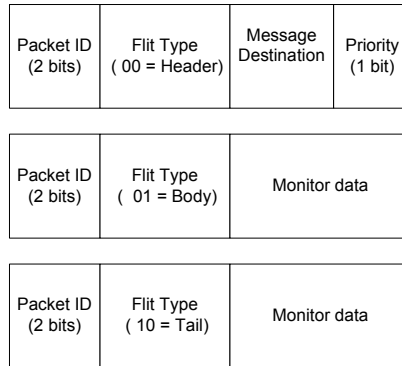 Packet ID
(2 bits)
Flit Type
( 00 = Header)
Message
Destination
Priority
(1 bit)
Packet ID
(2 bits)
Flit Type
( 01 = Body)
Monitor data
Packet ID
(2 bits)
Flit Type
( 10 = Tail)
Monitor data